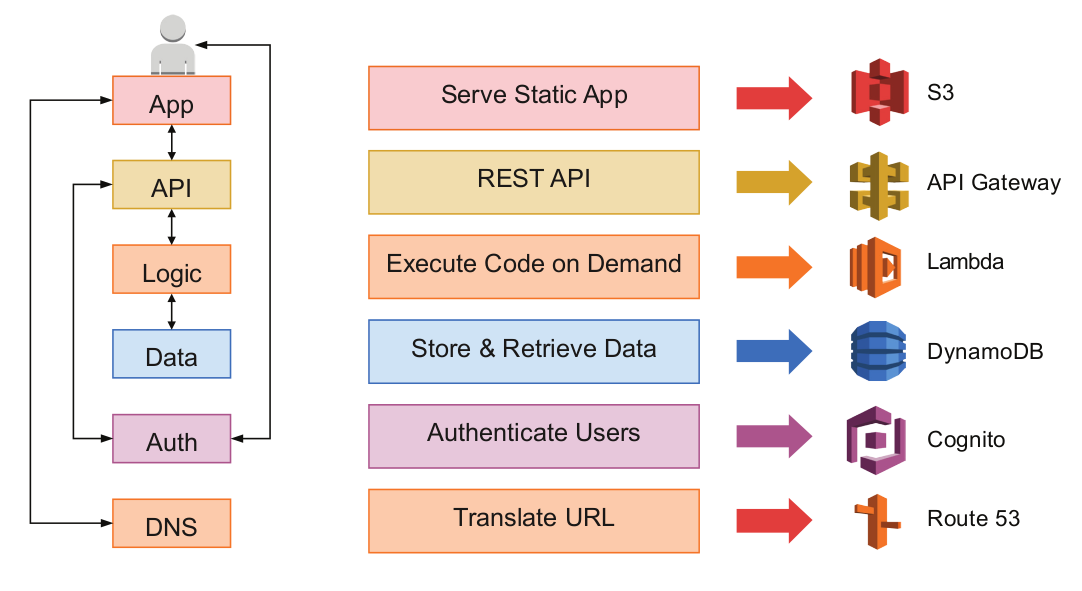 App
Serve Static App
S3
API
REST API
API Gateway
Logic
Execute Code on Demand
Lambda
Data
Store & Retrieve Data
DynamoDB
Auth
Authenticate Users
Cognito
DNS
Translate URL
Route 53